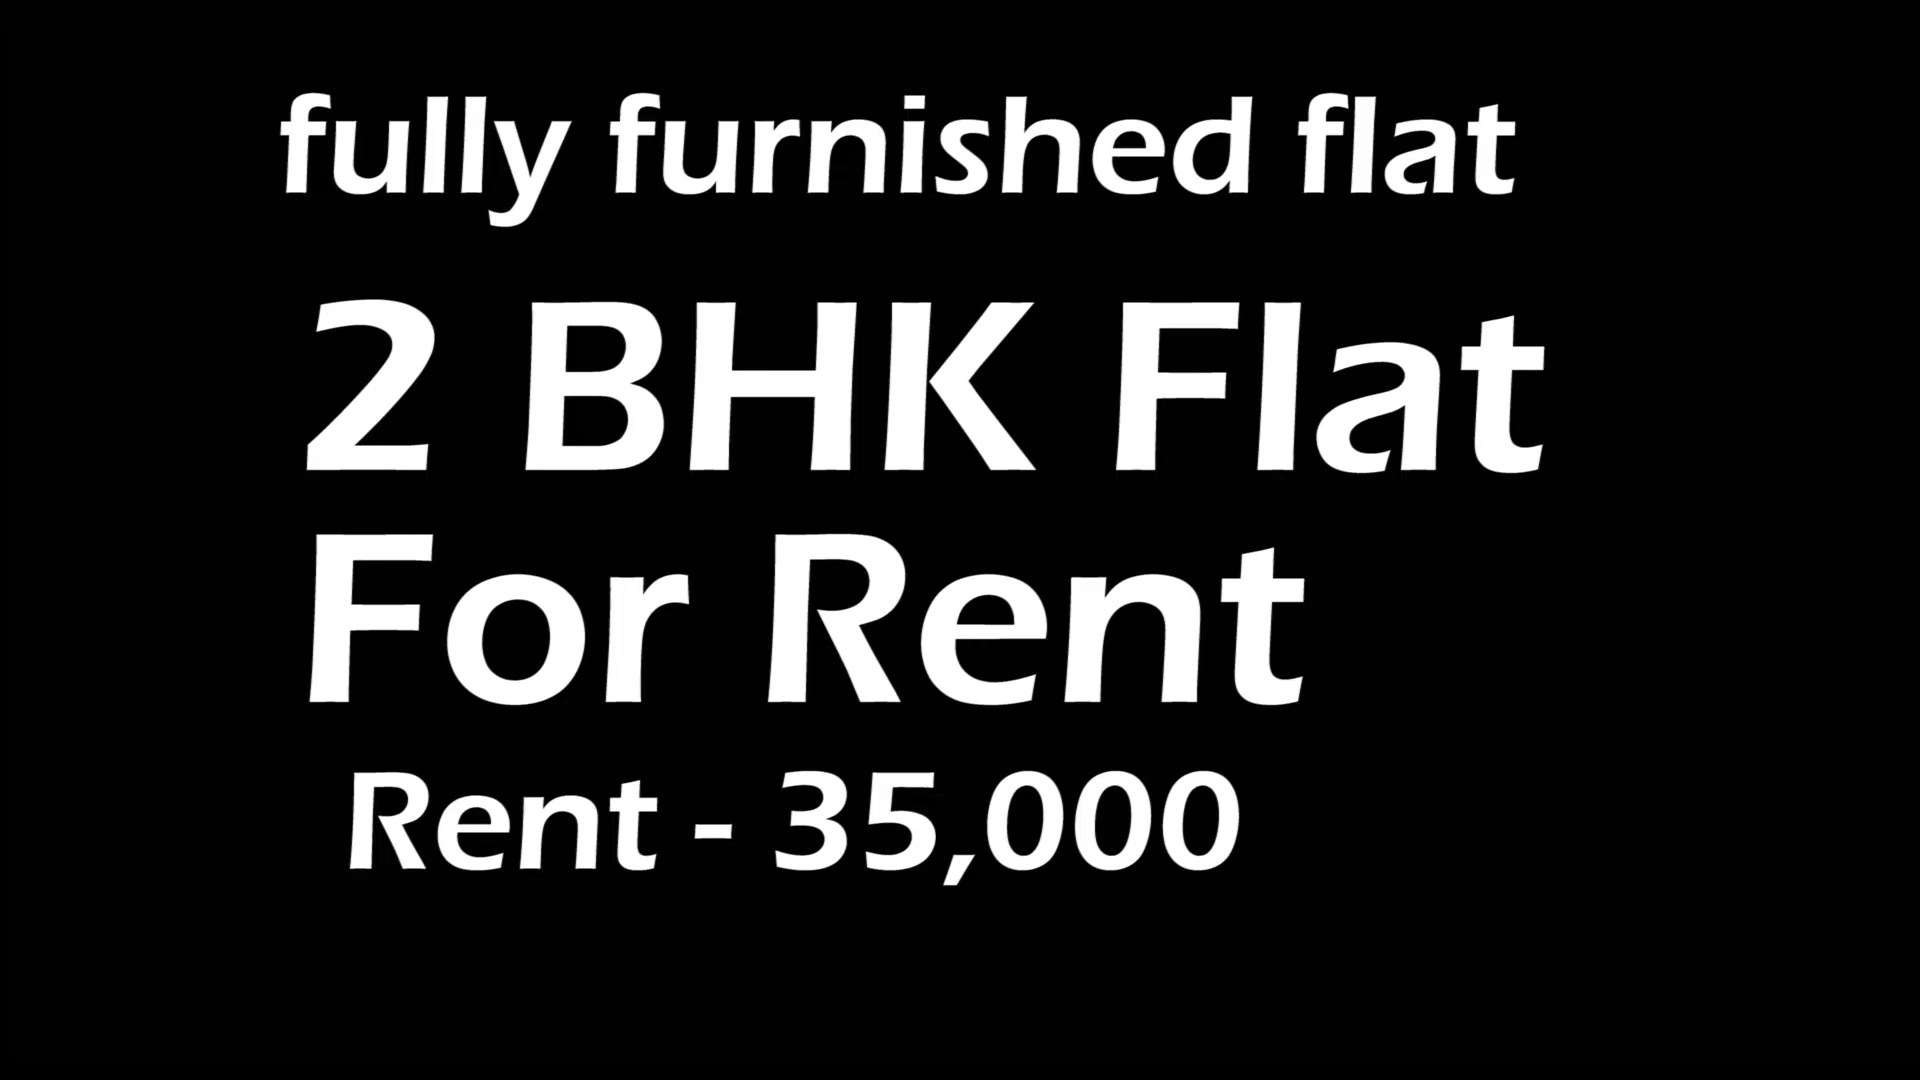 fully furnished flat
2 BHK Flat
For Rent
Rent - 35,000